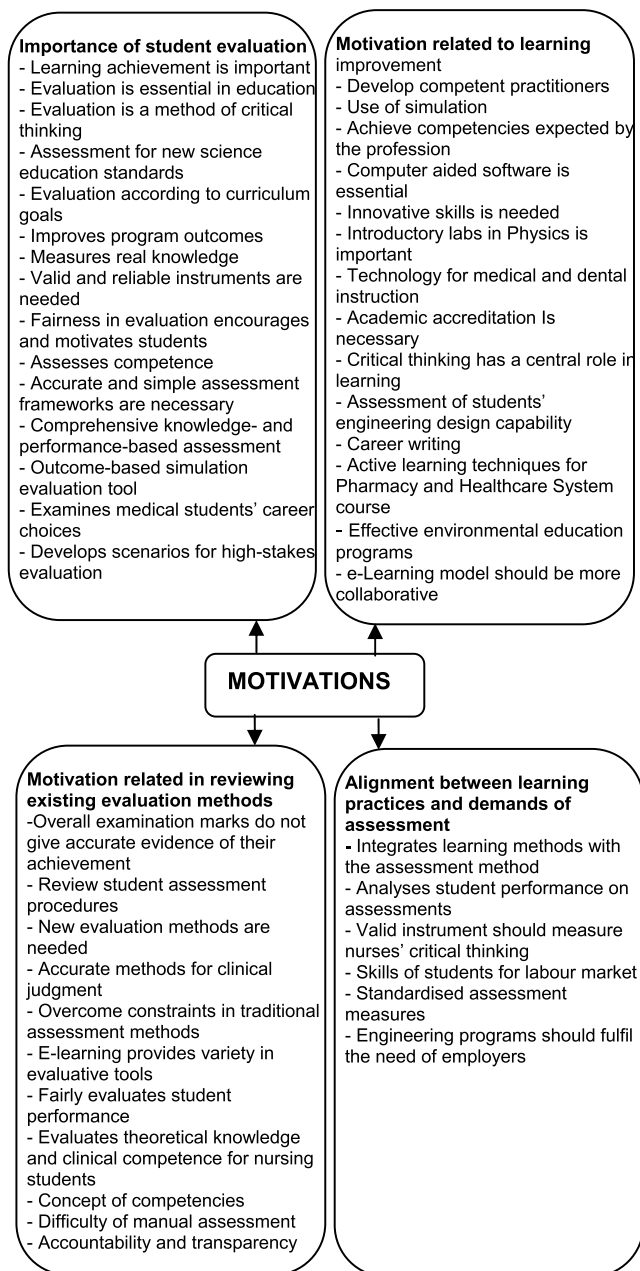 Importance of student evaluation
- Learning achievement is important
- Evaluation is essential in education
- Evaluation is a method of critical
thinking
- Assessment for new science
education standards
- Evaluation according to curriculum
goals
- Improves program outcomes
- Measures real knowledge
- Valid and reliable instruments are
needed
- Fairness in evaluation encourages
and motivates students
- Assesses competence
- Accurate and simple assessment
frameworks are necessary
- Comprehensive knowledge- and
performance-based assessment
- Outcome-based simulation
evaluation tool
- Examines medical students’ career
choices
- Develops scenarios for high-stakes
evaluation
Motivation related to learning
improvement
- Develop competent practitioners
- Use of simulation
- Achieve competencies expected by
the profession
- Computer aided software is
essential
- Innovative skills is needed
- Introductory labs in Physics is
important
- Technology for medical and dental
instruction
- Academic accreditation Is
necessary
- Critical thinking has a central role in
learning
- Assessment of students’
engineering design capability
- Career writing
- Active learning techniques for
Pharmacy and Healthcare System
course
- Effective environmental education
programs
- e-Learning model should be more
collaborative
MOTIVATIONS
Motivation related in reviewing
existing evaluation methods
-Overall examination marks do not
give accurate evidence of their
achievement
- Review student assessment
procedures
- New evaluation methods are
needed
- Accurate methods for clinical
judgment
- Overcome constraints in traditional
assessment methods
- E-learning provides variety in
evaluative tools
- Fairly evaluates student
performance
- Evaluates theoretical knowledge
and clinical competence for nursing
students
- Concept of competencies
- Difficulty of manual assessment
- Accountability and transparency
Alignment between learning
practices and demands of
assessment
- Integrates learning methods with
the assessment method
- Analyses student performance on
assessments
- Valid instrument should measure
nurses’ critical thinking
- Skills of students for labour market
- Standardised assessment
measures
- Engineering programs should fulfil
the need of employers